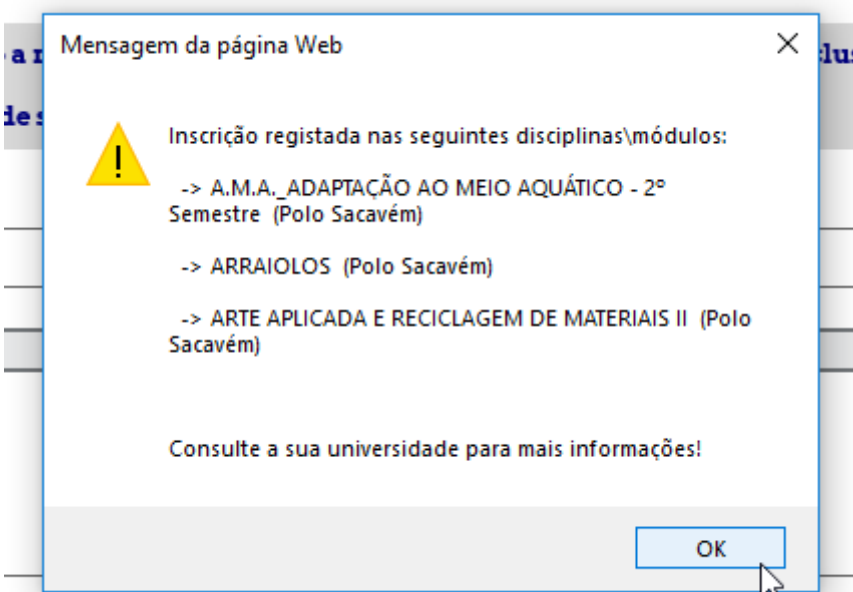 Mensagem da página Web
Inscrição registada nas seguintes disciplinas\módulos:
-> A.M.A._ADAPTAÇÃO AO MEIO AQUÁTICO - 2º
Semestre (Polo Sacavém)
-> ARRAIOLOS (Polo Sacavém)
-> ARTE APLICADA E RECICLAGEM DE MATERIAIS II (Polo
Sacavém)
Consulte a sua universidade para mais informações!
OK